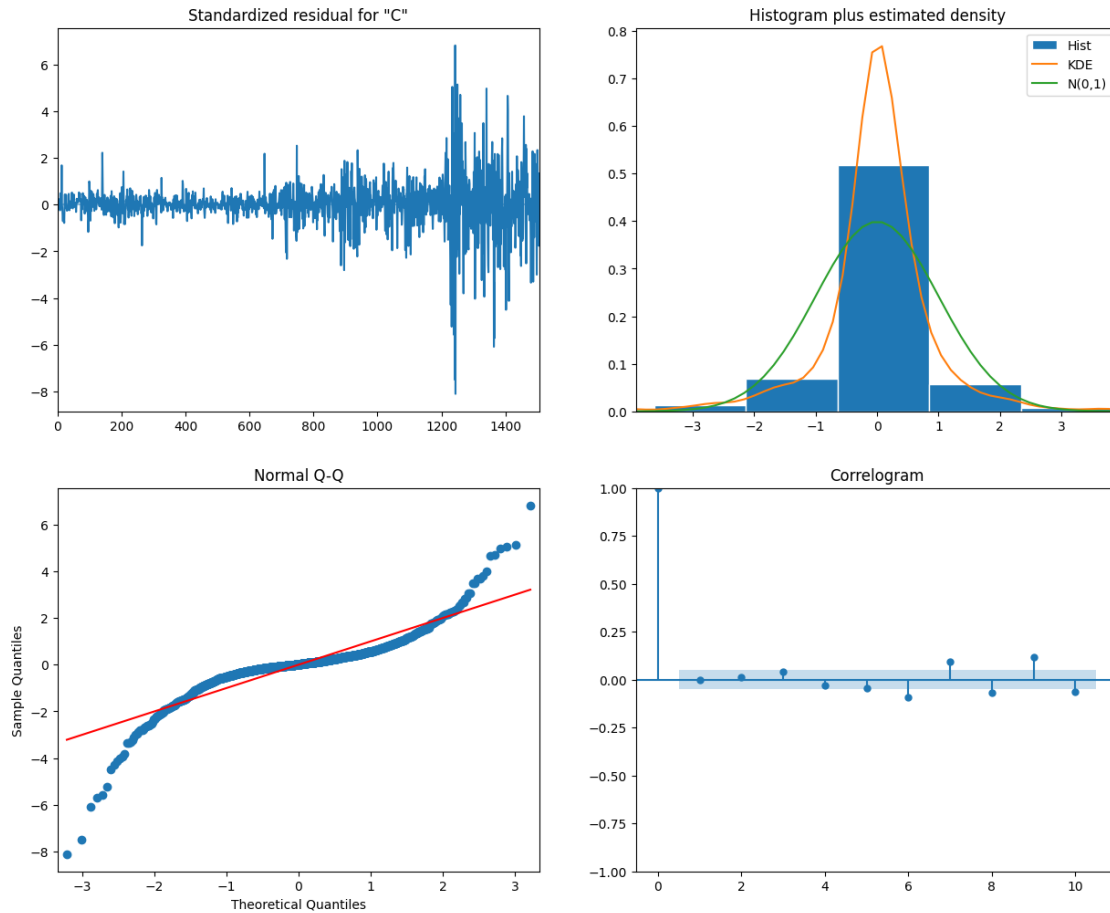 Standardized residual for "C"
6
4
2
0
−2
−4
−6
−8
0 200 400 600 800 1000 1200 1400
Histogram plus estimated density
Hist
KDE
N(0,1)
0.8
0.7
0.6
0.5
0.4
0.3
0.2
0.1
0.0
−3 −2 −1 0 1 2 3
Normal Q-Q
Sample Quantiles
6
4
2
0
−2
−4
−6
−8
−3 −2 −1 0 1 2 3
Theoretical Quantiles
Correlogram
1.00
0.75
0.50
0.25
0.00
−0.25
−0.50
−0.75
−1.00
0 2 4 6 8 10